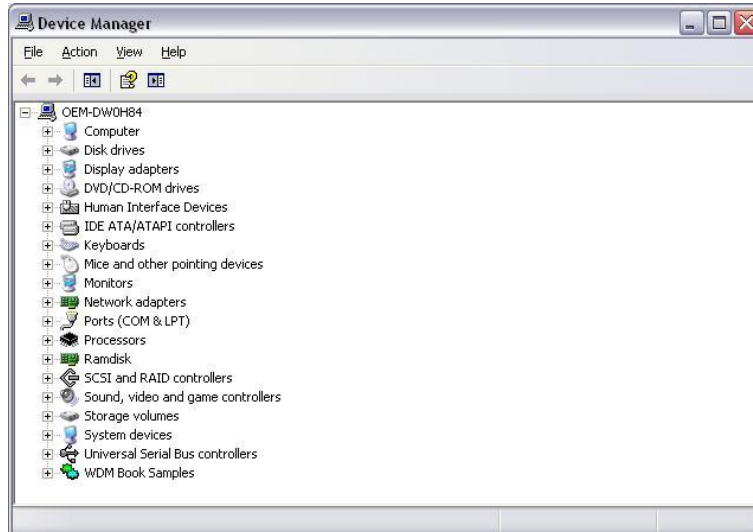 Device Manager
File Action View Help
OEM-DW0H84
Computer
Disk drives
Display adapters
DVD/CD-ROM drives
Human Interface Devices
IDE ATA/ATAPI controllers
Keyboards
Mice and other pointing devices
Monitors
Network adapters
Ports (COM & LPT)
Processors
Ramdisk
SCSI and RAID controllers
Sound, video and game controllers
Storage volumes
System devices
Universal Serial Bus controllers
WDM Book Samples